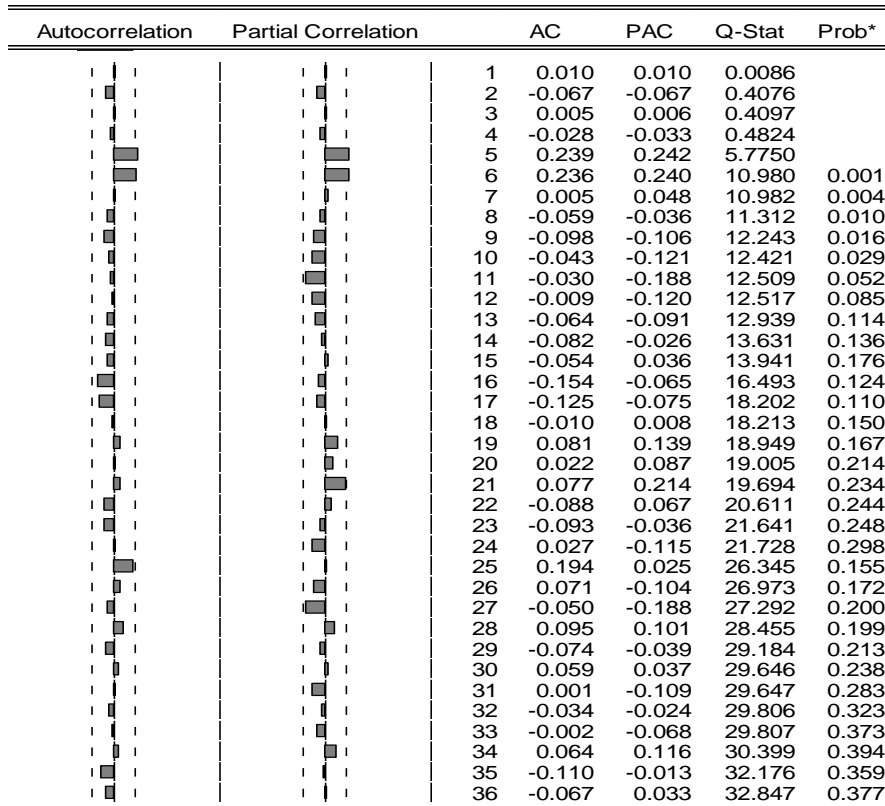 Autocorrelation Partial Correlation AC PAC Q-Stat Prob*
1 0.010 0.010 0.0086
2 -0.067 -0.067 0.4076
3 0.005 0.006 0.4097
4 -0.028 -0.033 0.4824
5 0.239 0.242 5.7750
6 0.236 0.240 10.980 0.001
7 0.005 0.048 10.982 0.004
8 -0.059 -0.036 11.312 0.010
9 -0.098 -0.106 12.243 0.016
10 -0.043 -0.121 12.421 0.029
11 -0.030 -0.188 12.509 0.052
12 -0.009 -0.120 12.517 0.085
13 -0.064 -0.091 12.939 0.114
14 -0.082 -0.026 13.631 0.136
15 -0.054 0.036 13.941 0.176
16 -0.154 -0.065 16.493 0.124
17 -0.125 -0.075 18.202 0.110
18 -0.010 0.008 18.213 0.150
19 0.081 0.139 18.949 0.167
20 0.022 0.087 19.005 0.214
21 0.077 0.214 19.694 0.234
22 -0.088 0.067 20.611 0.244
23 -0.093 -0.036 21.641 0.248
24 0.027 -0.115 21.728 0.298
25 0.194 0.025 26.345 0.155
26 0.071 -0.104 26.973 0.172
27 -0.050 -0.188 27.292 0.200
28 0.095 0.101 28.455 0.199
29 -0.074 -0.039 29.184 0.213
30 0.059 0.037 29.646 0.238
31 0.001 -0.109 29.647 0.283
32 -0.034 -0.024 29.806 0.323
33 -0.002 -0.068 29.807 0.373
34 0.064 0.116 30.399 0.394
35 -0.110 -0.013 32.176 0.359
36 -0.067 0.033 32.847 0.377